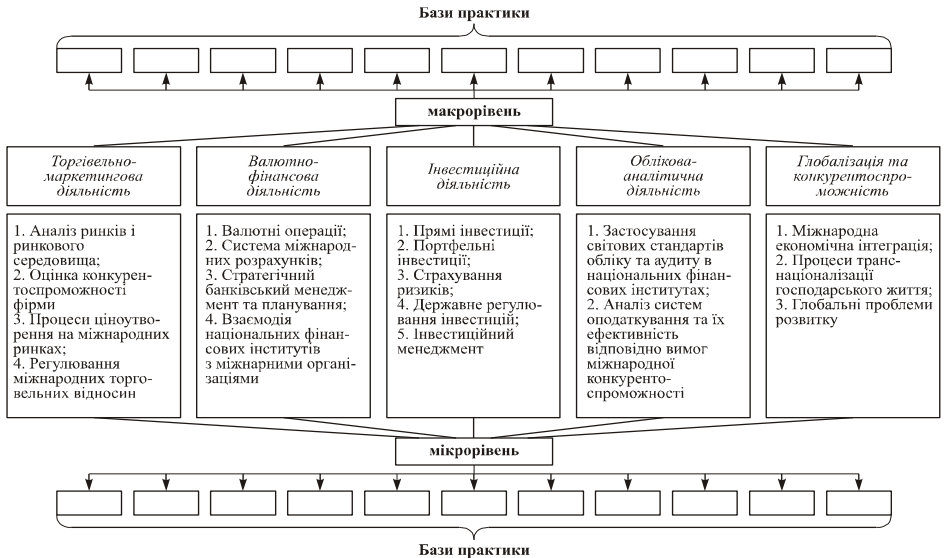 Бази практики
макрорівень
Торгівельно-
маркетингова
діяльність
Валютно-
фінансова
діяльність
Інвестиційна
діяльність
Облікова-
аналітична
діяльність
Глобалізація та
конкурентоспро-
можність
1. Аналіз ринків і
ринкового
середовища;
2. Оцінка конкурен-
тоспроможності
фірми
3. Процеси ціноутво-
рення на міжнародних
ринках;
4. Регулювання
міжнародних торго-
вельних відносин
1. Валютні операції;
2. Система міжнарод-
них розрахунків;
3. Стратегічний
банківський менедж-
мент та планування;
4. Взаємодія
національних фінан-
сових інститутів
з міжнарними органі-
заціями
1. Прямі інвестиції;
2. Портфельні
інвестиції;
3. Страхування
ризиків;
4. Державне регулю-
вання інвестицій;
5. Інвестиційний
менеджмент
1. Застосування
світових стандартів
обліку та аудиту в
національних фінан-
сових інститутах;
2. Аналіз систем
оподаткування та їх
ефективність
відповідно вимог
міжнародної
конкуренто-
спроможності
1. Міжнародна
економічна інтеграція;
2. Процеси транс-
націоналізації
господарського життя;
3. Глобальні проблеми
розвитку
мікрорівень
Бази практики